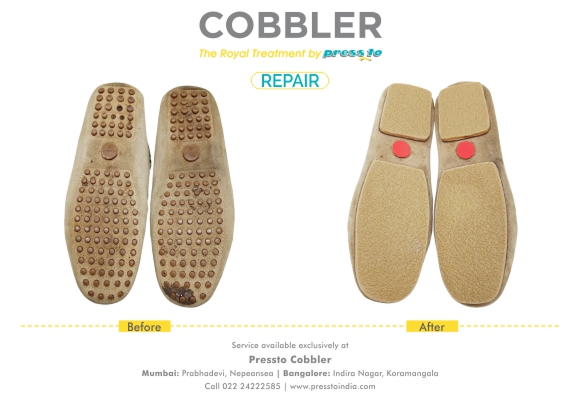 COBBLER
The Royal Treatment by pressto
REPAIR
Before
After
Service available exclusively at
Pressto Cobbler
Mumbai: Prabhadevi, Nepeansea | Bangalore: Indira Nagar, Koramangala
Call 022 24222585 | www.presstoindia.com